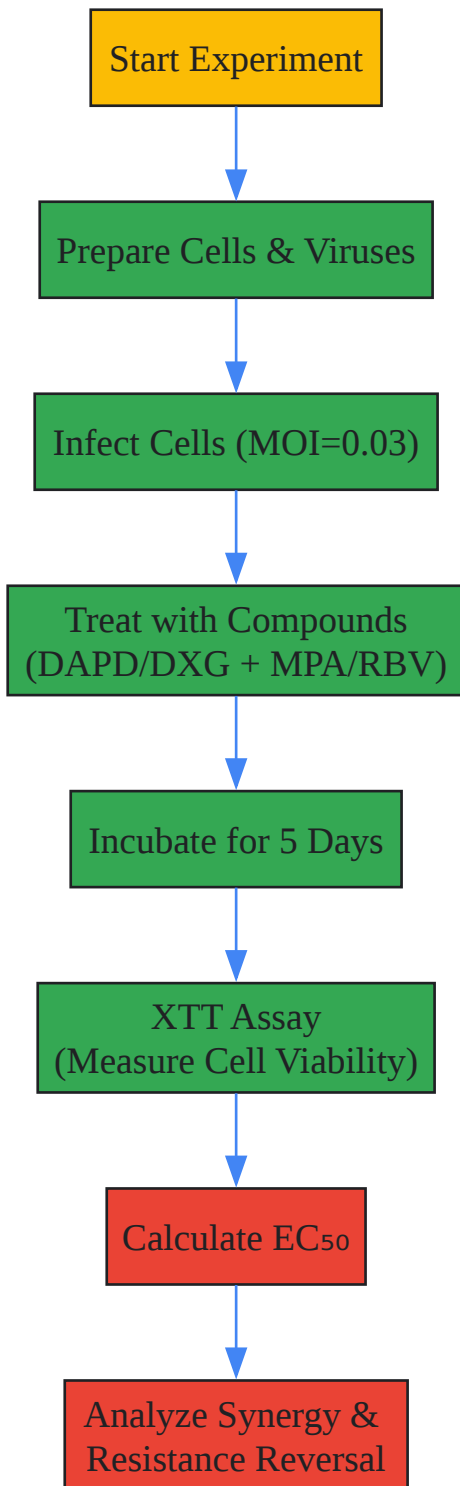 Start Experiment
Prepare Cells & Viruses
Infect Cells (MOI=0.03)
Treat with Compounds
(DAPD/DXG + MPA/RBV)
Incubate for 5 Days
XTT Assay
(Measure Cell Viability)
Calculate EC₅₀
Analyze Synergy &
Resistance Reversal